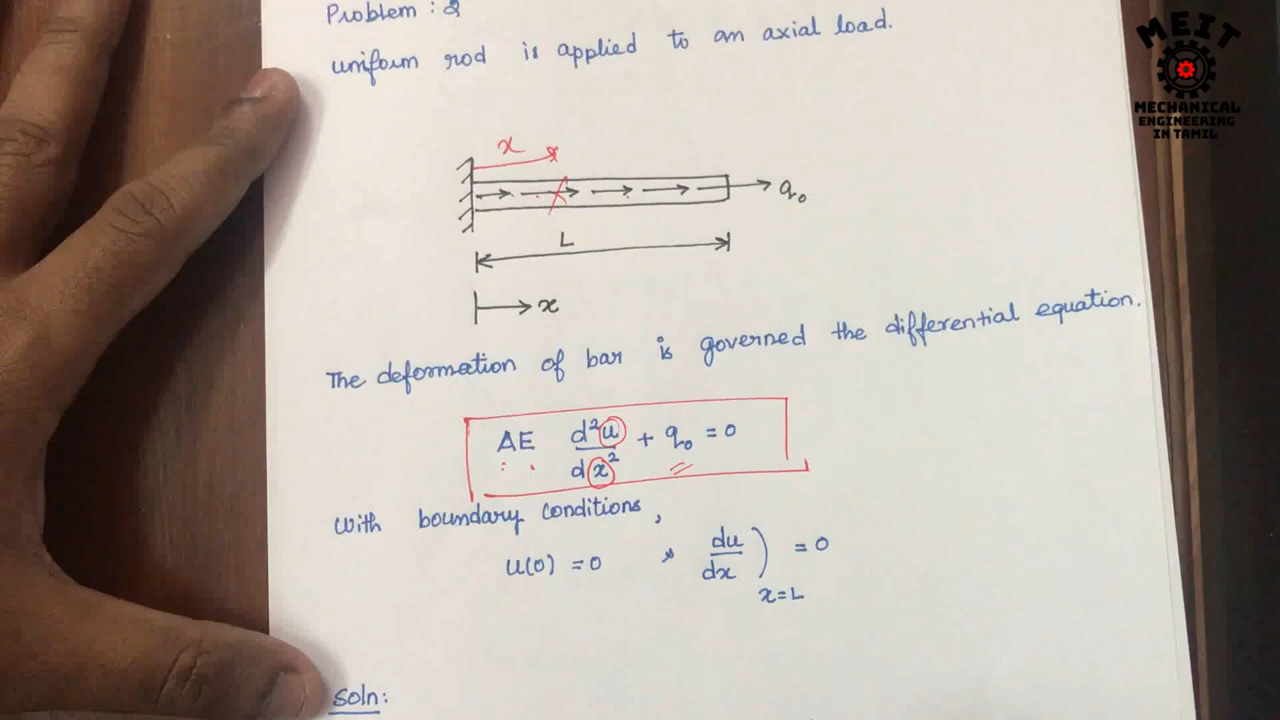 Problem : 2
uniform rod is applied to an axial load.
MEIT
MECHANICAL
ENGINEERING
IN TAMIL
x
q₀
L
x
The deformation of bar is governed the differential equation.
AE d²u/dx² + q₀ = 0
With boundary conditions,
u(0) = 0 , du/dx)ₓ₌L = 0
Soln: